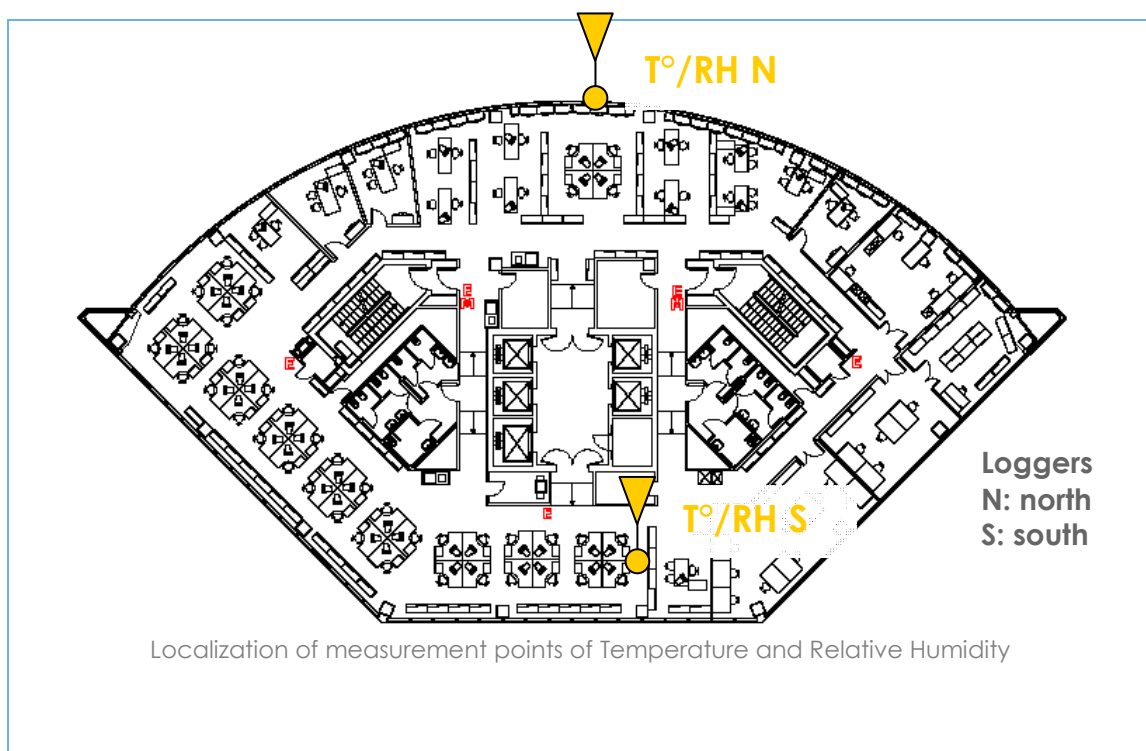 T°/RH N
T°/RH S
Loggers
N: north
S: south
Localization of measurement points of Temperature and Relative Humidity